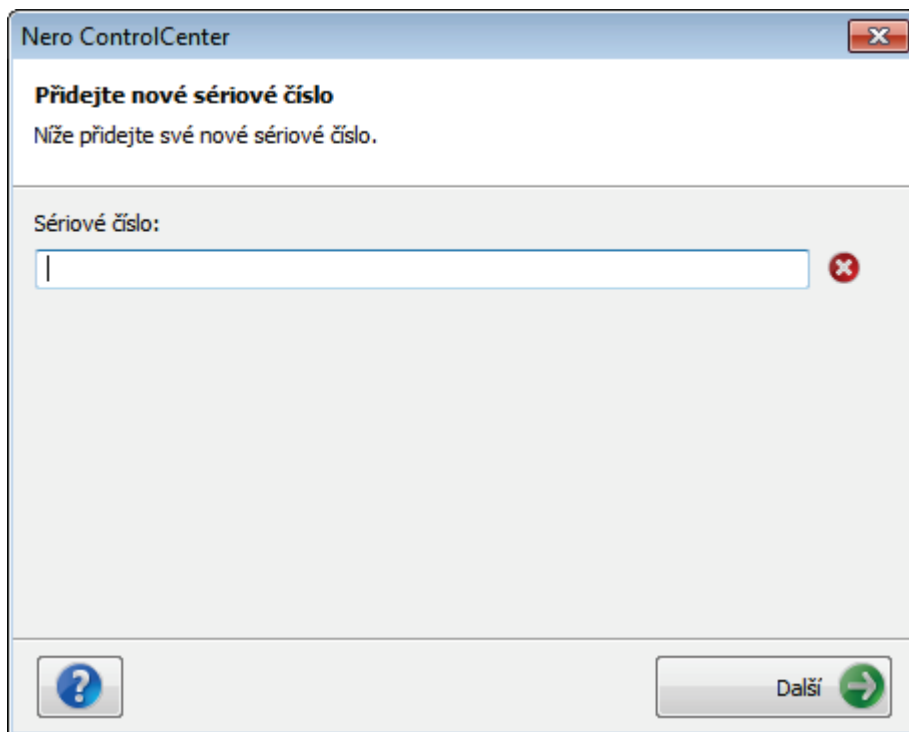 Nero ControlCenter
Přidejte nové sériové číslo
Níže přidejte své nové sériové číslo.
Sériové číslo:
Další